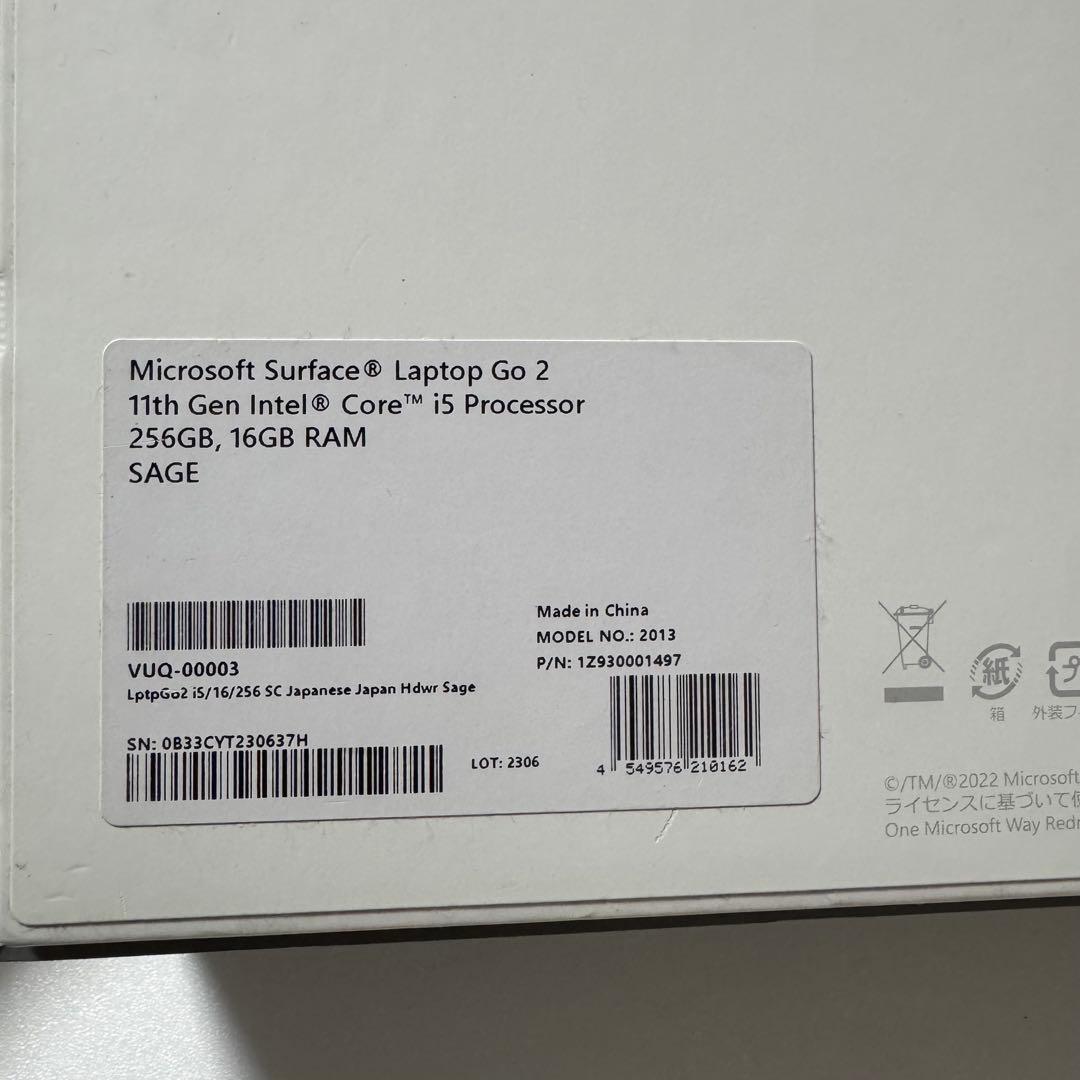 Microsoft Surface® Laptop Go 2
11th Gen Intel® Core™ i5 Processor
256GB, 16GB RAM
SAGE
VUQ-00003
LptpGo2 i5/16/256 SC Japanese Japan Hdwr Sage
SN: 0B33CYT230637H
LOT: 2306
Made in China
MODEL NO.: 2013
P/N: 1Z930001497
4 549576 210162
紙
プ
箱
外装フ
©/TM/®2022 Microsoft
ライセンスに基づいて
One Microsoft Way